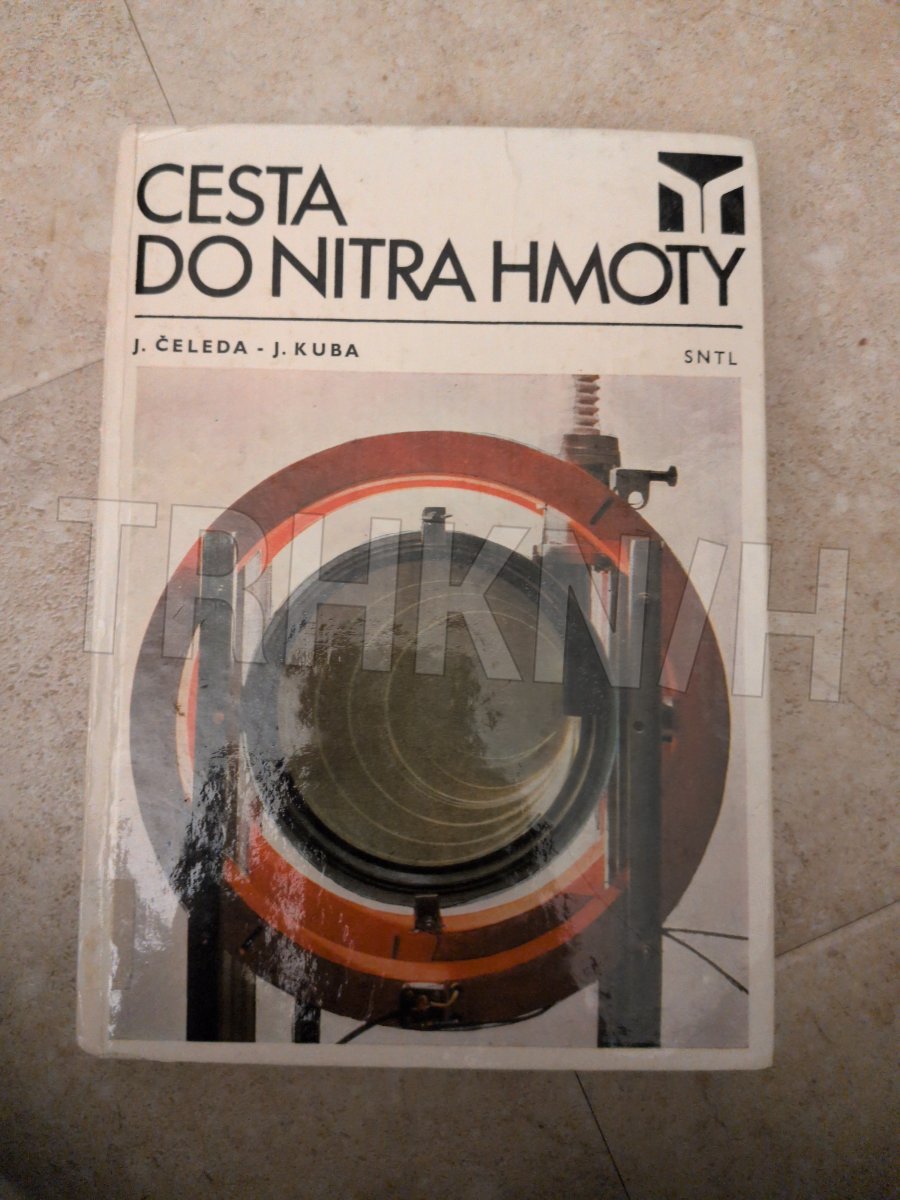 CESTA
DO NITRA HMOTY
J. ČELEDA - J. KUBA
SNTL
TRHKNIH